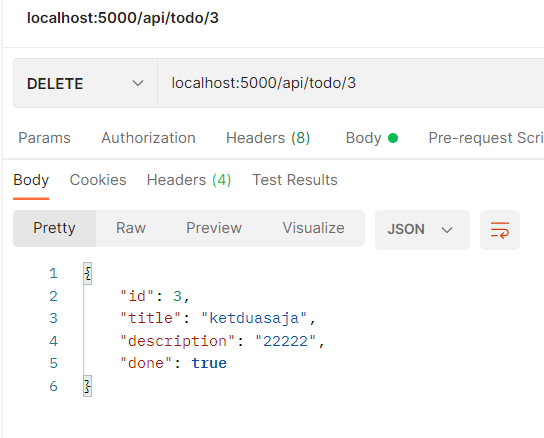 localhost:5000/api/todo/3
DELETE localhost:5000/api/todo/3
Params Authorization Headers (8) Body Pre-request Scri
Body Cookies Headers (4) Test Results
Pretty Raw Preview Visualize JSON
1 {
2 "id": 3,
3 "title": "ketduasaja",
4 "description": "22222",
5 "done": true
6 }